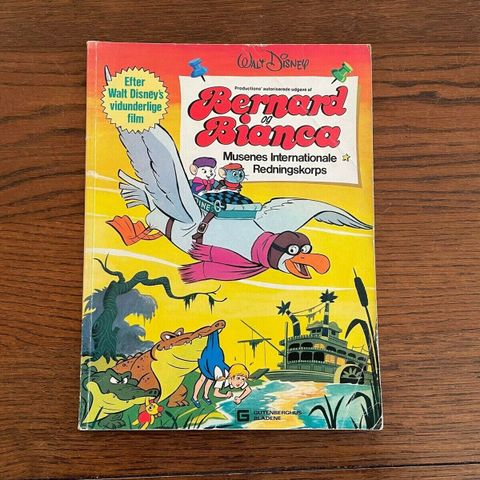 WALT DISNEY
Productions' autoriserede udgave af
Bernard
og
Bianca
Musenes Internationale
Redningskorps
Efter
Walt Disney's
vidunderlige
film
G GUTENBERGHUS
BLADENE